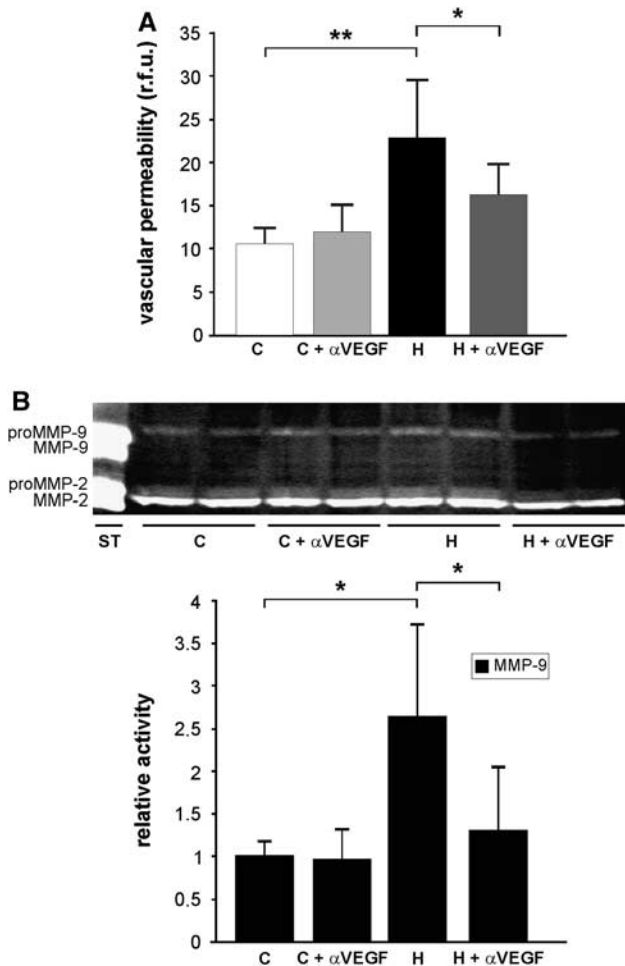 A
vascular permeability (r.f.u.)
35
30
25
20
15
10
5
0
** *
C C + αVEGF H H + αVEGF
B
proMMP-9
MMP-9
proMMP-2
MMP-2
ST C C + αVEGF H H + αVEGF
* *
relative activity
4
3.5
3
2.5
2
1.5
1
0.5
0
MMP-9
C C + αVEGF H H + αVEGF